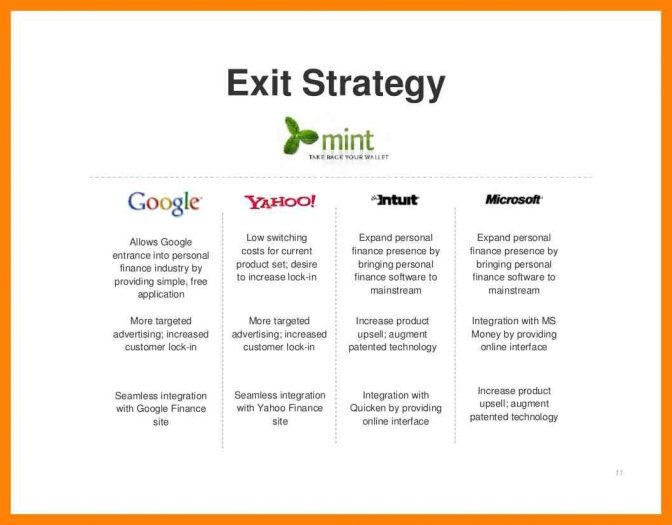 Exit Strategy
mint
TAKE BACK YOUR WALLET
Google
YAHOO!
Intuit
Microsoft
Allows Google
entrance into personal
finance industry by
providing simple, free
application
Low switching
costs for current
product set; desire
to increase lock-in
Expand personal
finance presence by
bringing personal
finance software to
mainstream
Expand personal
finance presence by
bringing personal
finance software to
mainstream
More targeted
advertising; increased
customer lock-in
More targeted
advertising; increased
customer lock-in
Increase product
upsell; augment
patented technology
Integration with MS
Money by providing
online interface
Seamless integration
with Google Finance
site
Seamless integration
with Yahoo Finance
site
Integration with
Quicken by providing
online interface
Increase product
upsell; augment
patented technology
11